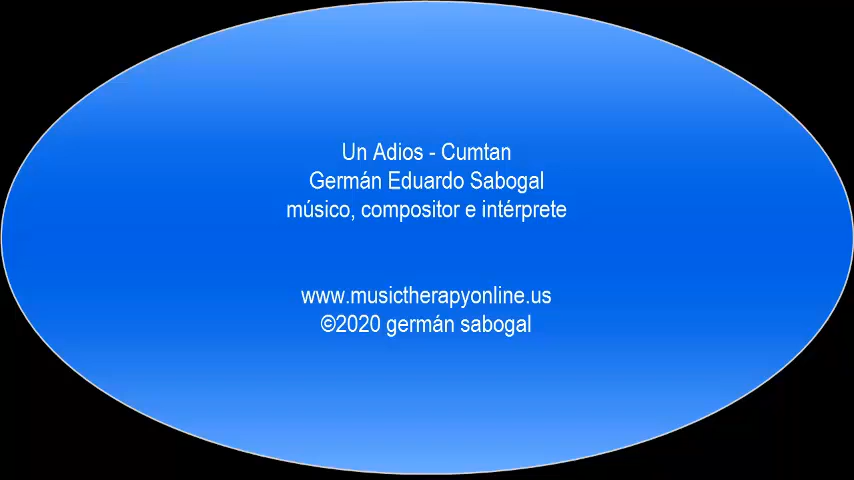 Un Adios - Cumtan
Germán Eduardo Sabogal
músico, compositor e intérprete
www.musictherapyonline.us
©2020 germán sabogal